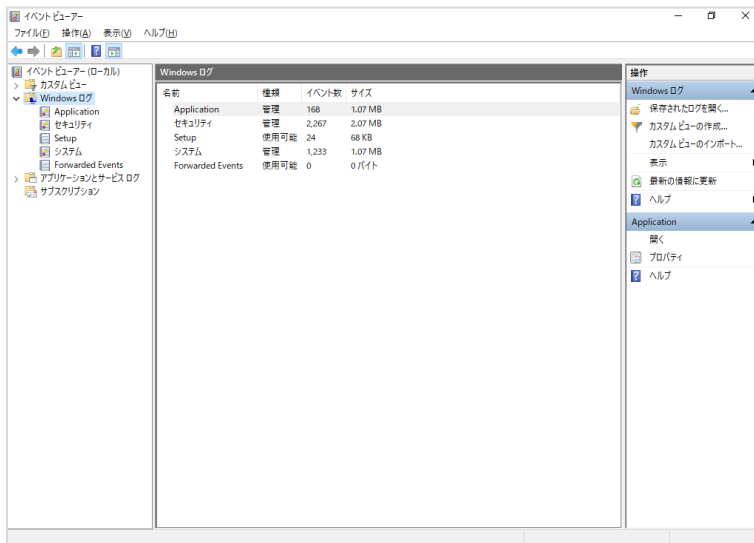 イベント ビューアー
ファイル(F) 操作(A) 表示(V) ヘルプ(H)
イベント ビューアー (ローカル)
カスタム ビュー
Windows ログ
Application
セキュリティ
Setup
システム
Forwarded Events
アプリケーションとサービス ログ
サブスクリプション
Windows ログ
名前 種類 イベント数 サイズ
Application 管理 168 1.07 MB
セキュリティ 管理 2,267 2.07 MB
Setup 使用可能 24 68 KB
システム 管理 1,233 1.07 MB
Forwarded Events 使用可能 0 0 バイト
操作
Windows ログ
保存されたログを開く...
カスタム ビューの作成...
カスタム ビューのインポート...
表示
最新の情報に更新
ヘルプ
Application
開く
プロパティ
ヘルプ